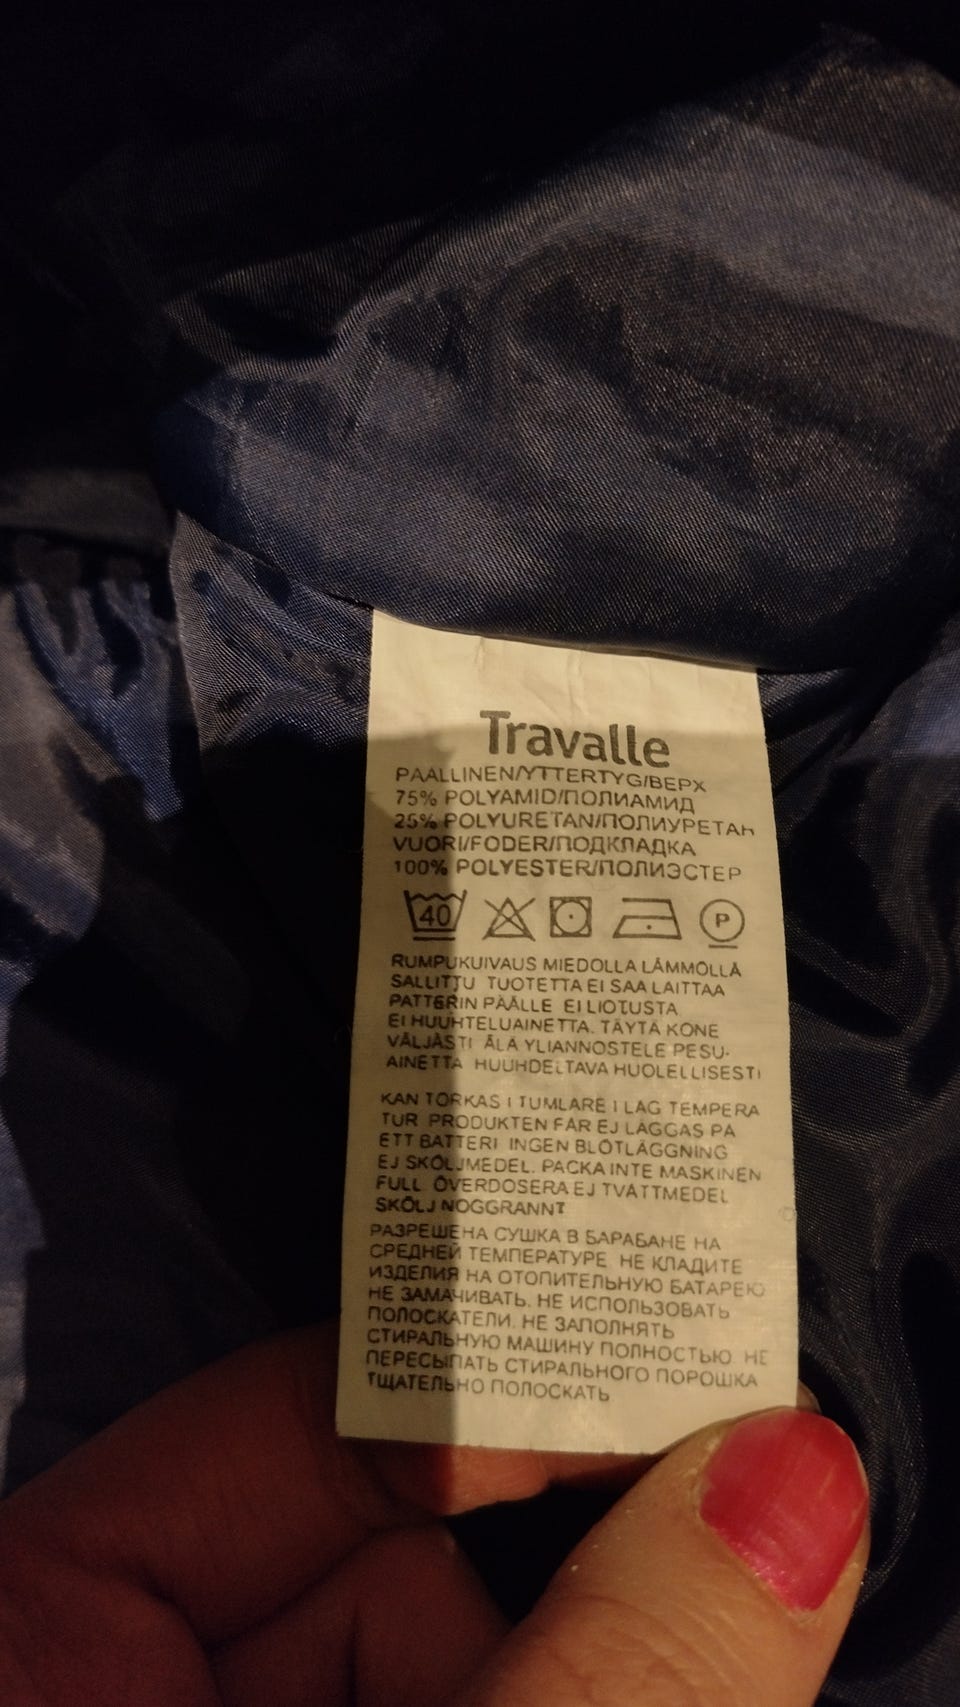 Travalle
PÄÄLLINEN/YTTERTYG/ВЕРХ
75% POLYAMID/ПОЛИАМИД
25% POLYURETAN/ПОЛИУРЕТАН
VUORI/FODER/ПОДКЛАДКА
100% POLYESTER/ПОЛИЭСТЕР
40 P
RUMPUKUIVAUS MIEDOLLA LÄMMÖLLÄ
SALLITTU TUOTETTA EI SAA LAITTAA
PATTERIN PÄÄLLE EI LIOTUSTA
EI HUUHTELUAINETTA. TÄYTÄ KONE
VÄLJÄSTI ÄLÄ YLIANNOSTELE PESU-
AINETTA HUUHDELTAVA HUOLELLISESTI
KAN TORKAS I TUMLARE I LÅG TEMPERA
TUR PRODUKTEN FÅR EJ LÄGGAS PÅ
ETT BATTERI INGEN BLÖTLÄGGNING
EJ SKÖLJMEDEL. PACKA INTE MASKINEN
FULL ÖVERDOSERA EJ TVÄTTMEDEL
SKÖLJ NOGGRANNT
РАЗРЕШЕНА СУШКА В БАРАБАНЕ НА
СРЕДНЕЙ ТЕМПЕРАТУРЕ НЕ КЛАДИТЕ
ИЗДЕЛИЯ НА ОТОПИТЕЛЬНУЮ БАТАРЕЮ
НЕ ЗАМАЧИВАТЬ. НЕ ИСПОЛЬЗОВАТЬ
ПОЛОСКАТЕЛИ. НЕ ЗАПОЛНЯТЬ
СТИРАЛЬНУЮ МАШИНУ ПОЛНОСТЬЮ НЕ
ПЕРЕСЫПАТЬ СТИРАЛЬНОГО ПОРОШКА
ТЩАТЕЛЬНО ПОЛОСКАТЬ